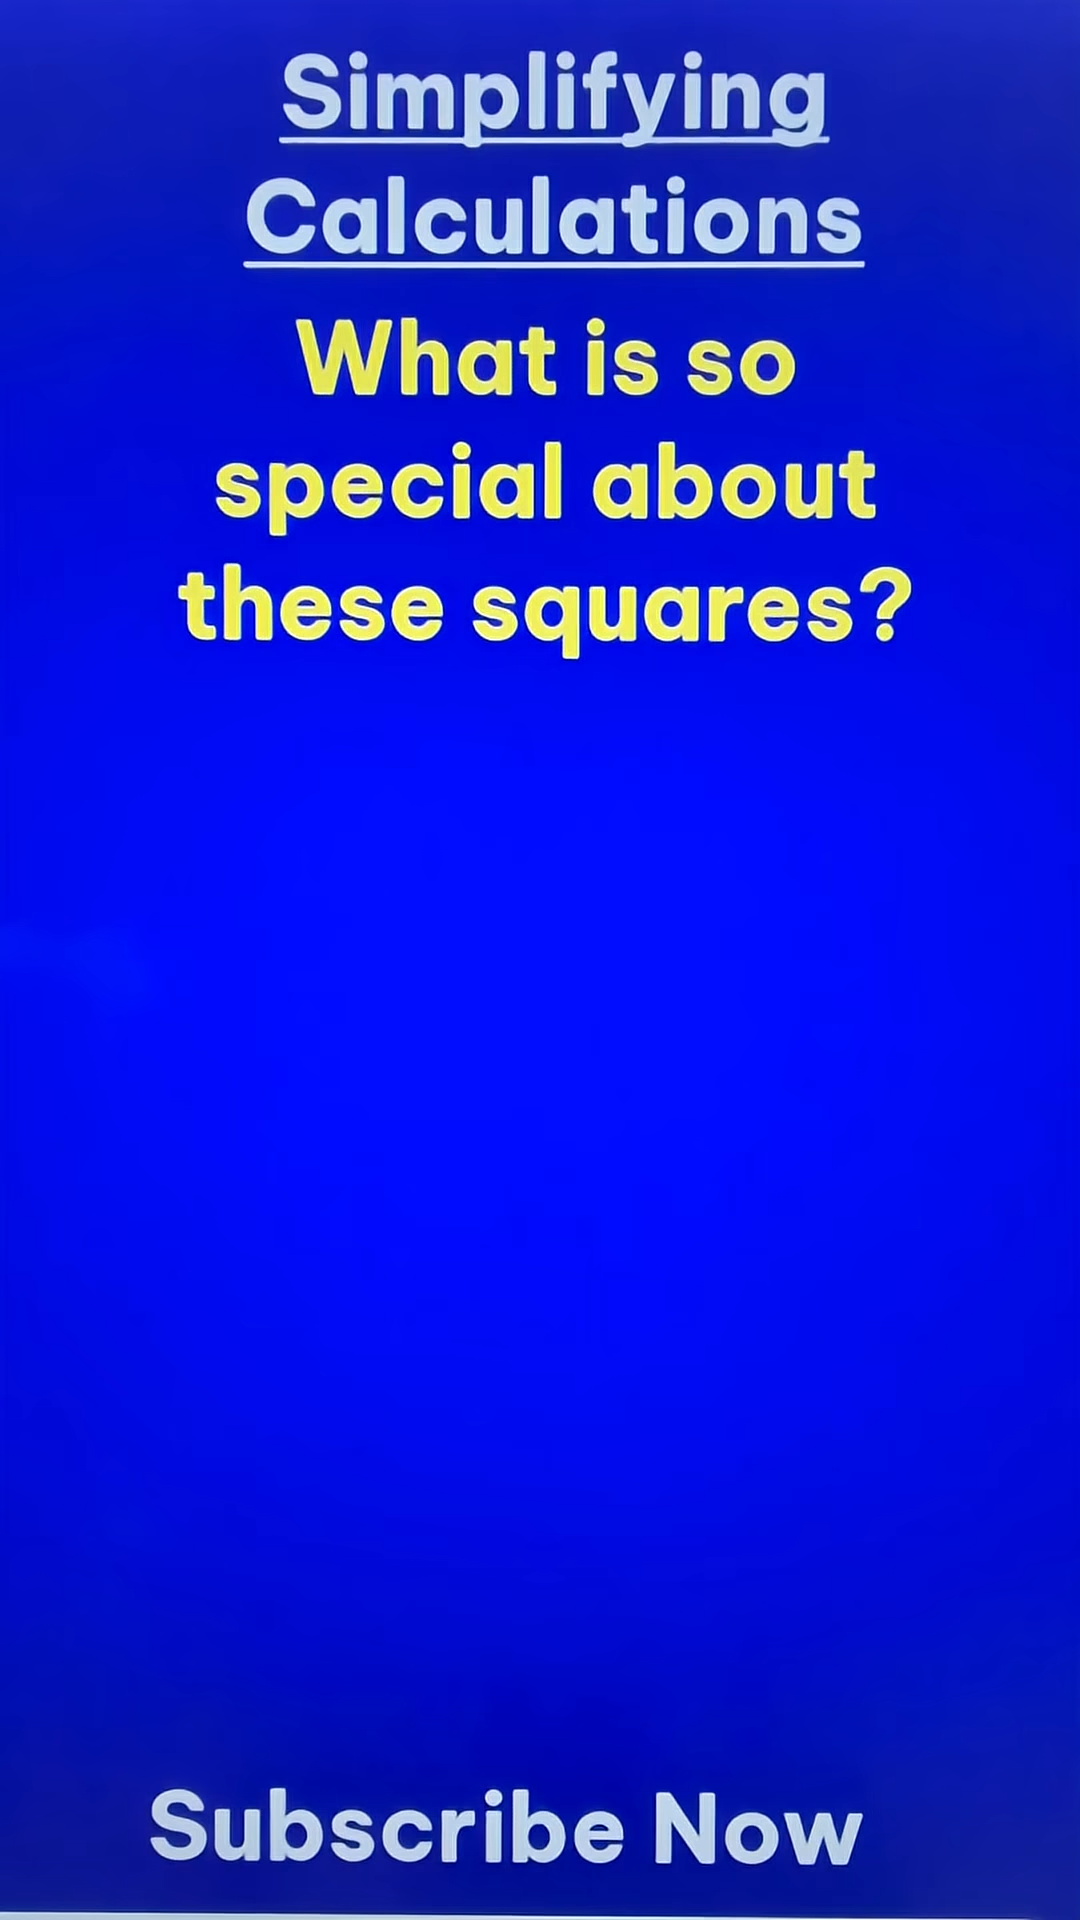 Simplifying
Calculations
What is so
special about
these squares?
Subscribe Now